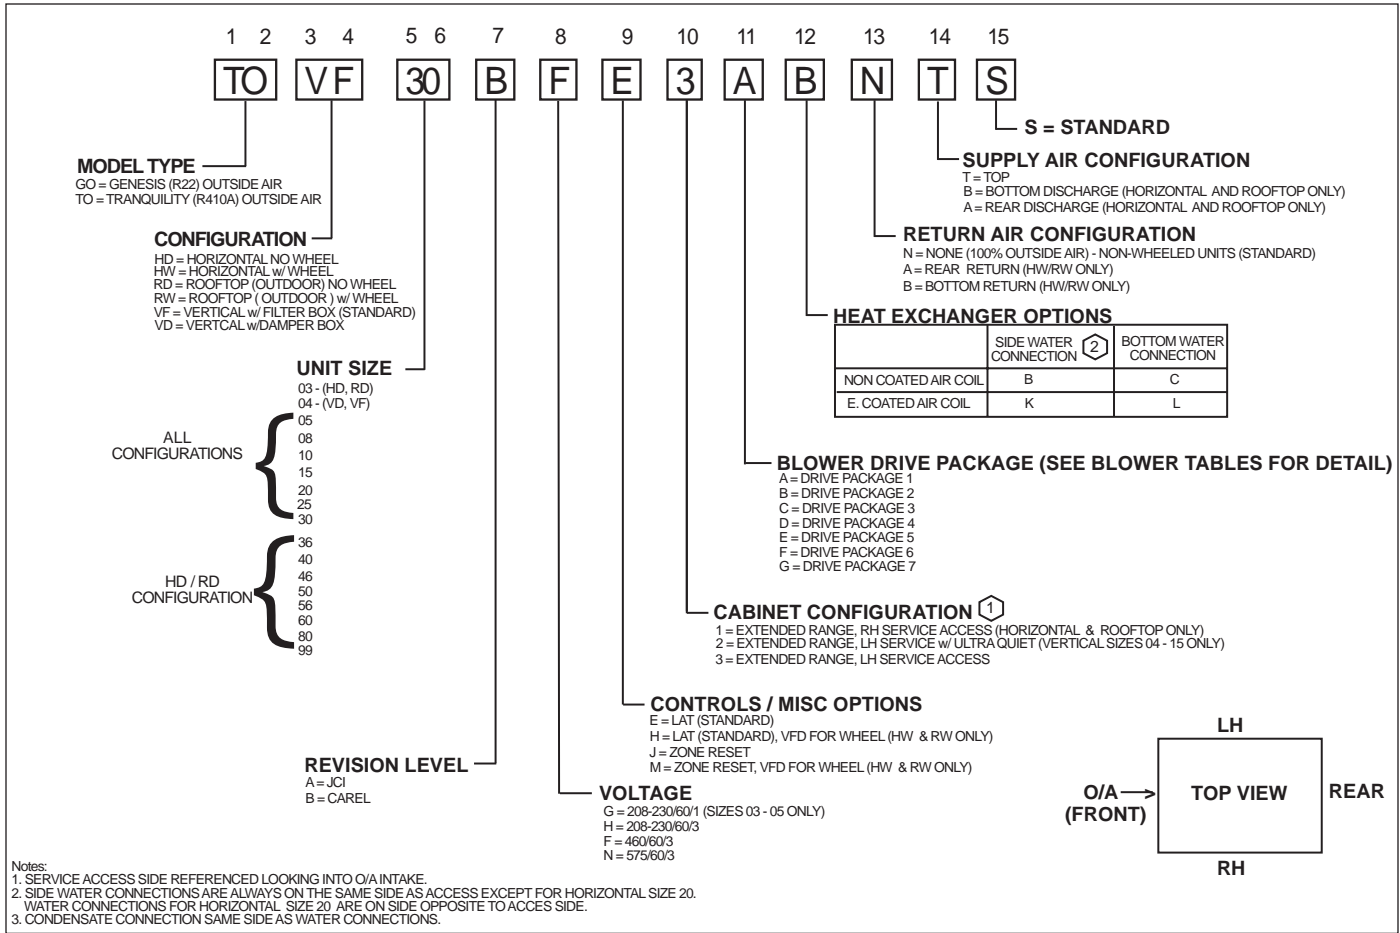 1 2 3 4 5 6 7 8 9 10 11 12 13 14 15
TO VF 30 B F E 3 A B N T S
S = STANDARD
SUPPLY AIR CONFIGURATION
T = TOP
B = BOTTOM DISCHARGE (HORIZONTAL AND ROOFTOP ONLY)
A = REAR DISCHARGE (HORIZONTAL AND ROOFTOP ONLY)
MODEL TYPE
GO = GENESIS (R22) OUTSIDE AIR
TO = TRANQUILITY (R410A) OUTSIDE AIR
RETURN AIR CONFIGURATION
N = NONE (100% OUTSIDE AIR) - NON-WHEELED UNITS (STANDARD)
A = REAR RETURN (HW/RW ONLY)
B = BOTTOM RETURN (HW/RW ONLY)
CONFIGURATION
HD = HORIZONTAL NO WHEEL
HW = HORIZONTAL w/ WHEEL
RD = ROOFTOP (OUTDOOR) NO WHEEL
RW = ROOFTOP ( OUTDOOR ) w/ WHEEL
VF = VERTICAL w/ FILTER BOX (STANDARD)
VD = VERTCAL w/DAMPER BOX
HEAT EXCHANGER OPTIONS
SIDE WATER CONNECTION 2 BOTTOM WATER CONNECTION
NON COATED AIR COIL B C
E. COATED AIR COIL K L
UNIT SIZE
03 - (HD, RD)
04 - (VD, VF)
ALL
CONFIGURATIONS
05
08
10
15
20
25
30
HD / RD
CONFIGURATION
36
40
46
50
56
60
80
99
BLOWER DRIVE PACKAGE (SEE BLOWER TABLES FOR DETAIL)
A = DRIVE PACKAGE 1
B = DRIVE PACKAGE 2
C = DRIVE PACKAGE 3
D = DRIVE PACKAGE 4
E = DRIVE PACKAGE 5
F = DRIVE PACKAGE 6
G = DRIVE PACKAGE 7
CABINET CONFIGURATION 1
1 = EXTENDED RANGE, RH SERVICE ACCESS (HORIZONTAL & ROOFTOP ONLY)
2 = EXTENDED RANGE, LH SERVICE w/ ULTRA QUIET (VERTICAL SIZES 04 - 15 ONLY)
3 = EXTENDED RANGE, LH SERVICE ACCESS
CONTROLS / MISC OPTIONS
E = LAT (STANDARD)
H = LAT (STANDARD), VFD FOR WHEEL (HW & RW ONLY)
J = ZONE RESET
M = ZONE RESET, VFD FOR WHEEL (HW & RW ONLY)
REVISION LEVEL
A = JCI
B = CAREL
VOLTAGE
G = 208-230/60/1 (SIZES 03 - 05 ONLY)
H = 208-230/60/3
F = 460/60/3
N = 575/60/3
LH
O/A
(FRONT)
TOP VIEW
REAR
RH
Notes:
1. SERVICE ACCESS SIDE REFERENCED LOOKING INTO O/A INTAKE.
2. SIDE WATER CONNECTIONS ARE ALWAYS ON THE SAME SIDE AS ACCESS EXCEPT FOR HORIZONTAL SIZE 20.
WATER CONNECTIONS FOR HORIZONTAL SIZE 20 ARE ON SIDE OPPOSITE TO ACCES SIDE.
3. CONDENSATE CONNECTION SAME SIDE AS WATER CONNECTIONS.